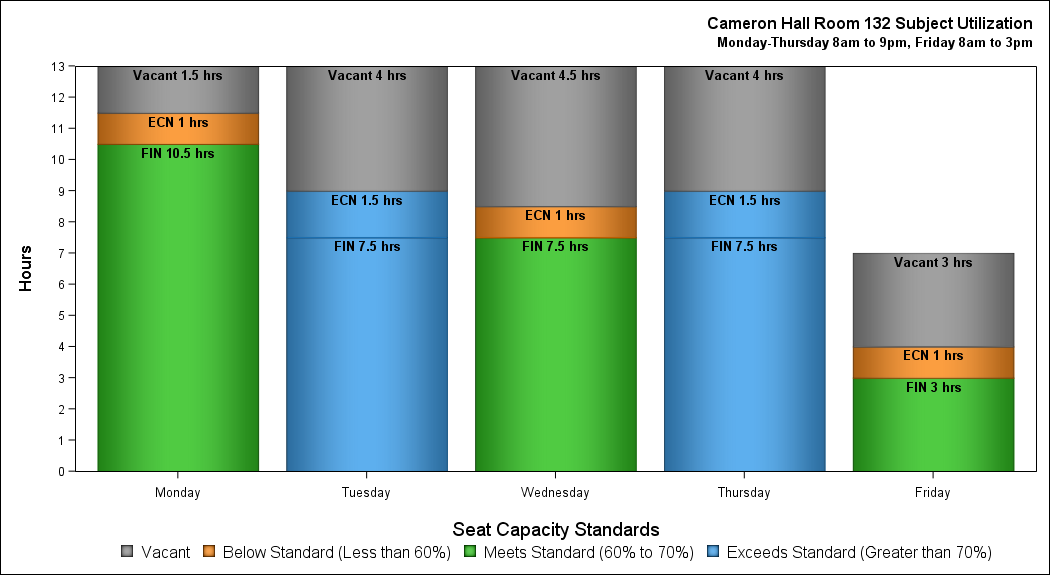 Cameron Hall Room 132 Subject Utilization
Monday-Thursday 8am to 9pm, Friday 8am to 3pm
Hours
13
12
11
10
9
8
7
6
5
4
3
2
1
0
Vacant 1.5 hrs
ECN 1 hrs
FIN 10.5 hrs
Vacant 4 hrs
ECN 1.5 hrs
FIN 7.5 hrs
Vacant 4.5 hrs
ECN 1 hrs
FIN 7.5 hrs
Vacant 4 hrs
ECN 1.5 hrs
FIN 7.5 hrs
Vacant 3 hrs
ECN 1 hrs
FIN 3 hrs
Monday Tuesday Wednesday Thursday Friday
Seat Capacity Standards
Vacant Below Standard (Less than 60%) Meets Standard (60% to 70%) Exceeds Standard (Greater than 70%)